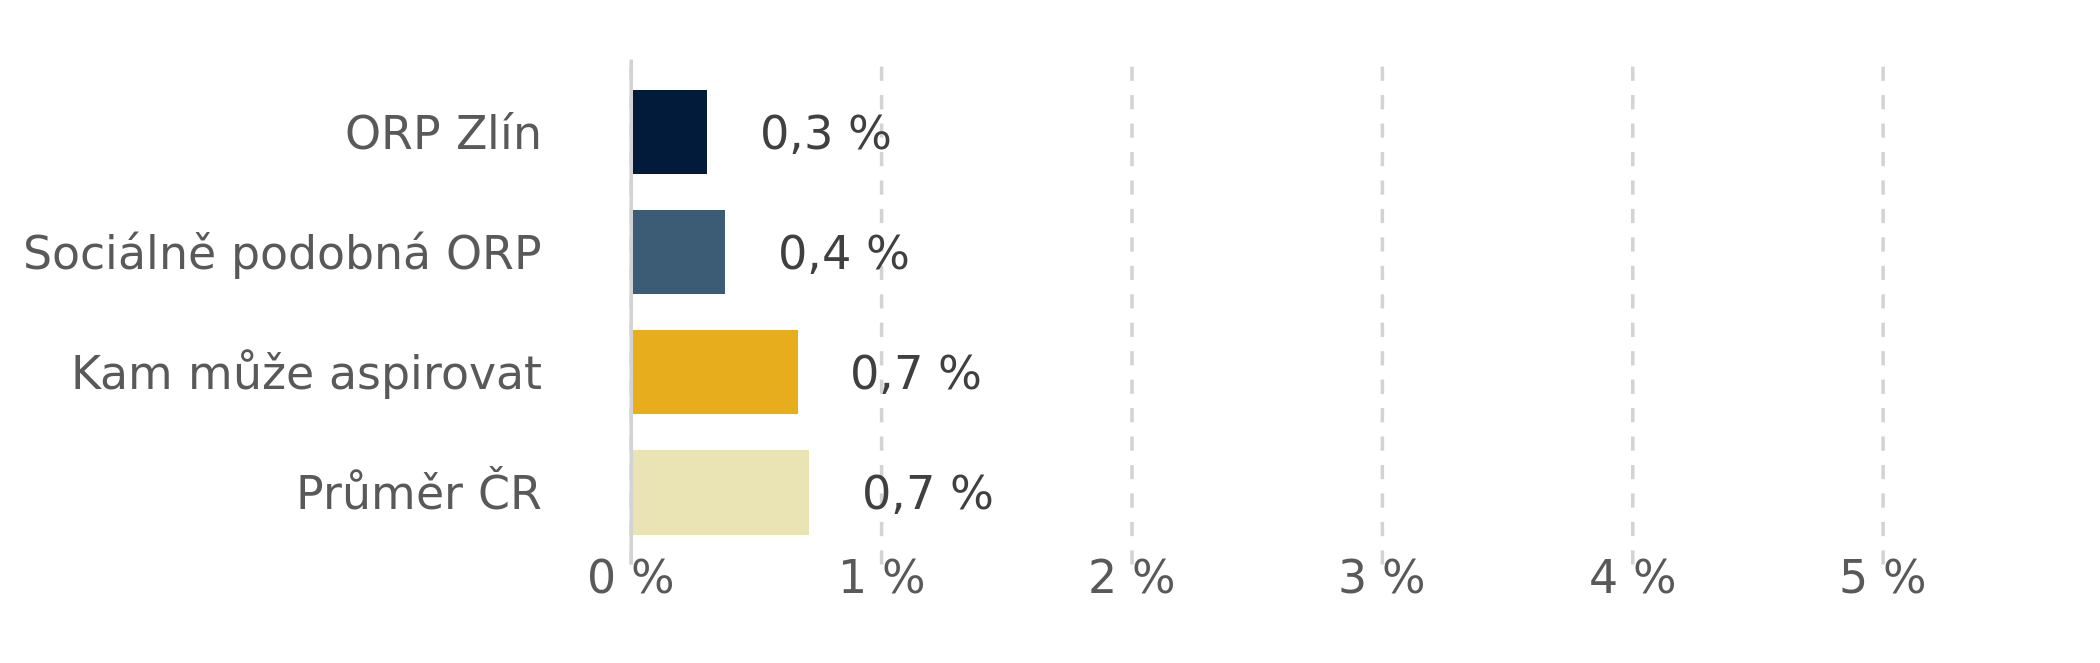 ORP Zlín 0,3 %
Sociálně podobná ORP 0,4 %
Kam může aspirovat 0,7 %
Průměr ČR 0,7 %
0 % 1 % 2 % 3 % 4 % 5 %